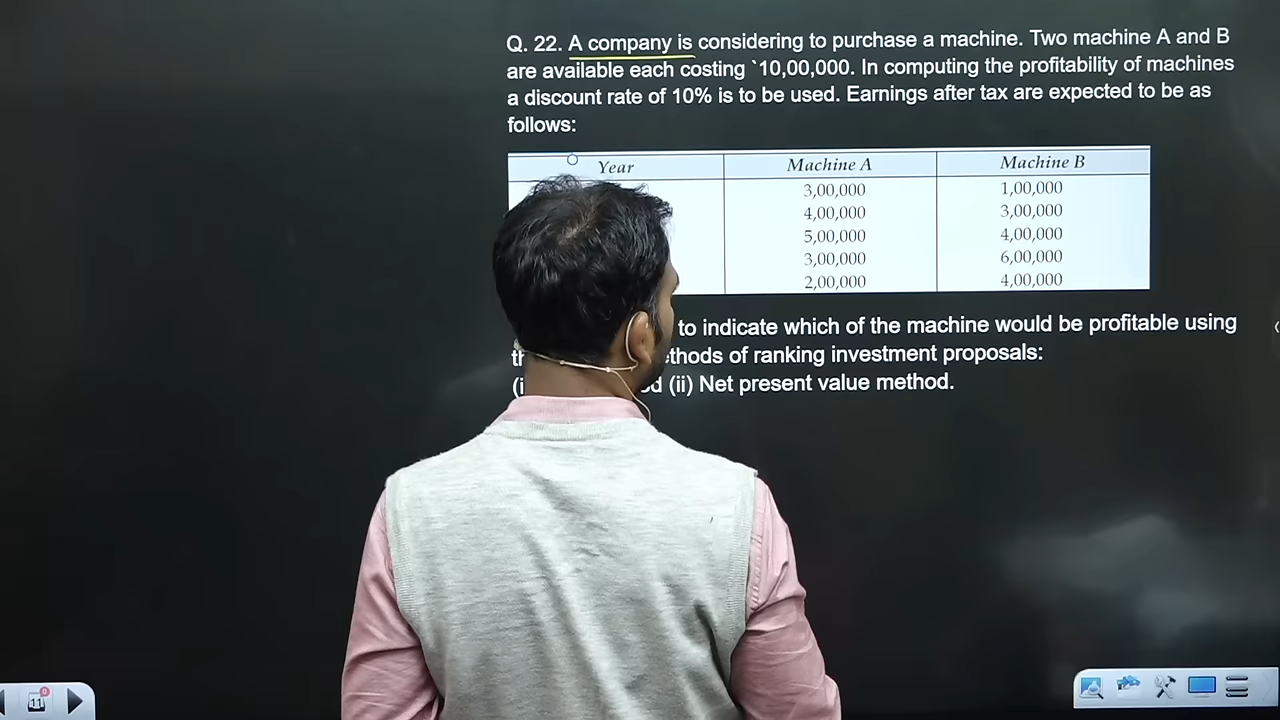 Q. 22. A company is considering to purchase a machine. Two machine A and B
are available each costing `10,00,000. In computing the profitability of machines
a discount rate of 10% is to be used. Earnings after tax are expected to be as
follows:
Year Machine A Machine B
3,00,000 1,00,000
4,00,000 3,00,000
5,00,000 4,00,000
3,00,000 6,00,000
2,00,000 4,00,000
to indicate which of the machine would be profitable using
of ranking investment proposals:
(ii) Net present value method.
11
0